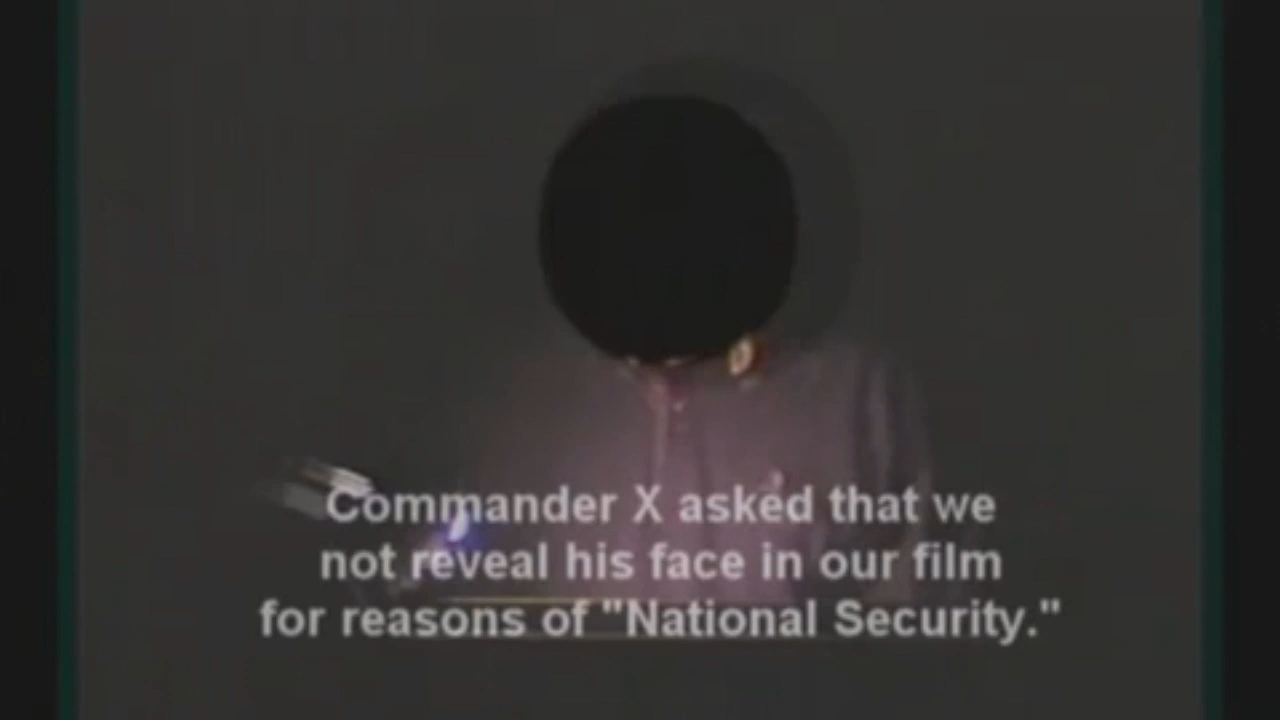 Commander X asked that we
not reveal his face in our film
for reasons of "National Security."